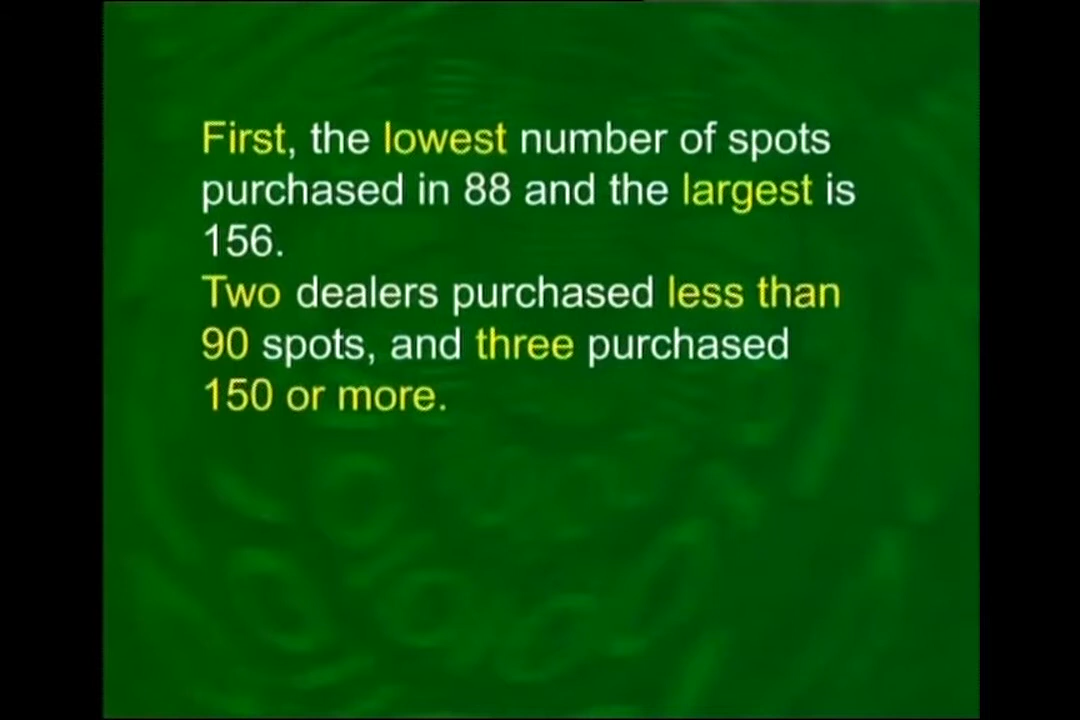 First, the lowest number of spots
purchased in 88 and the largest is
156.
Two dealers purchased less than
90 spots, and three purchased
150 or more.